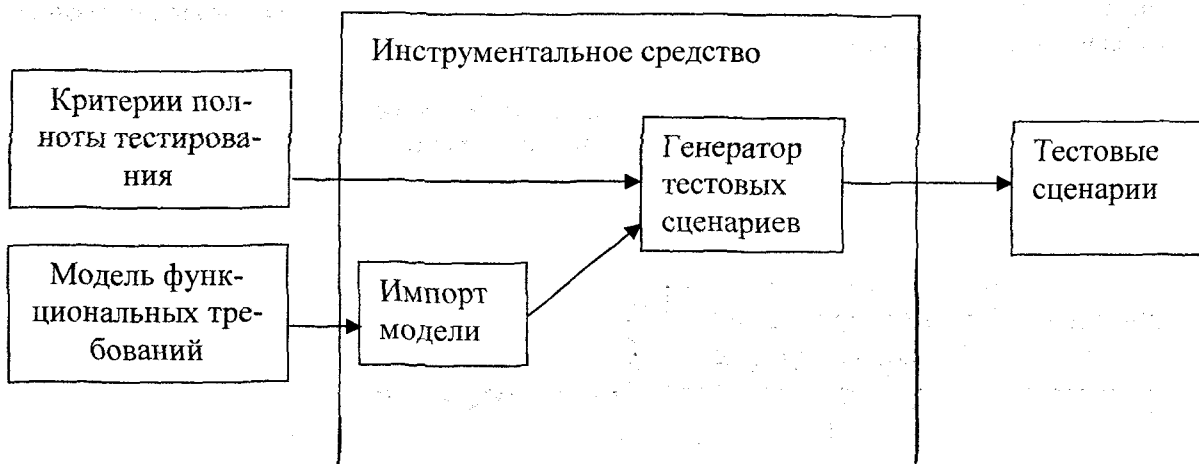 Инструментальное средство
Критерии пол-
ноты тестирова-
ния
Генератор
тестовых
сценариев
Тестовые
сценарии
Модель функ-
циональных тре-
бований
Импорт
модели